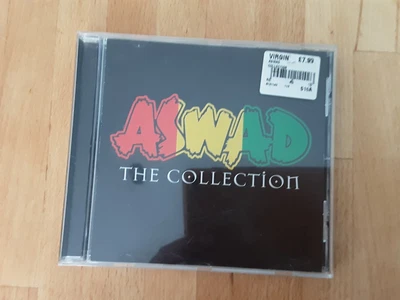 VIRGIN £7.99
ASWAD
THE COLLECTION